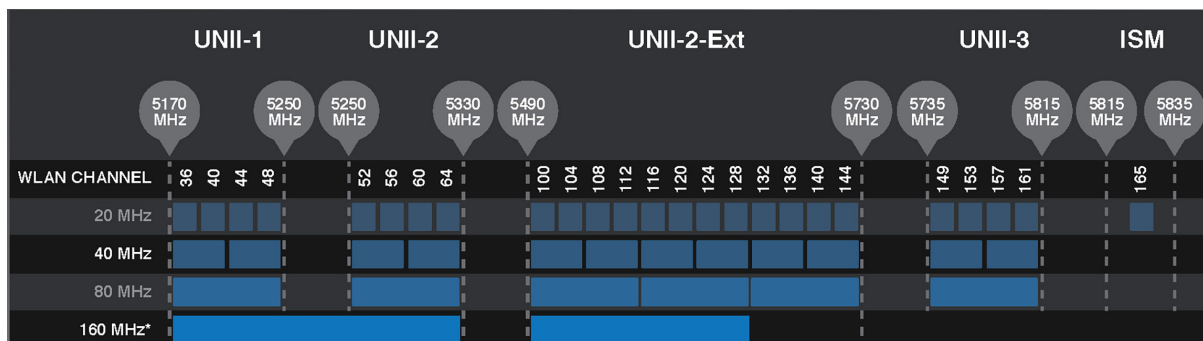 UNII-1 UNII-2 UNII-2-Ext UNII-3 ISM
5170 MHz 5250 MHz 5250 MHz 5330 MHz 5490 MHz 5730 MHz 5735 MHz 5815 MHz 5815 MHz 5835 MHz
WLAN CHANNEL 36 40 44 48 52 56 60 64 100 104 108 112 116 120 124 128 132 136 140 144 149 153 157 161 165
20 MHz
40 MHz
80 MHz
160 MHz*